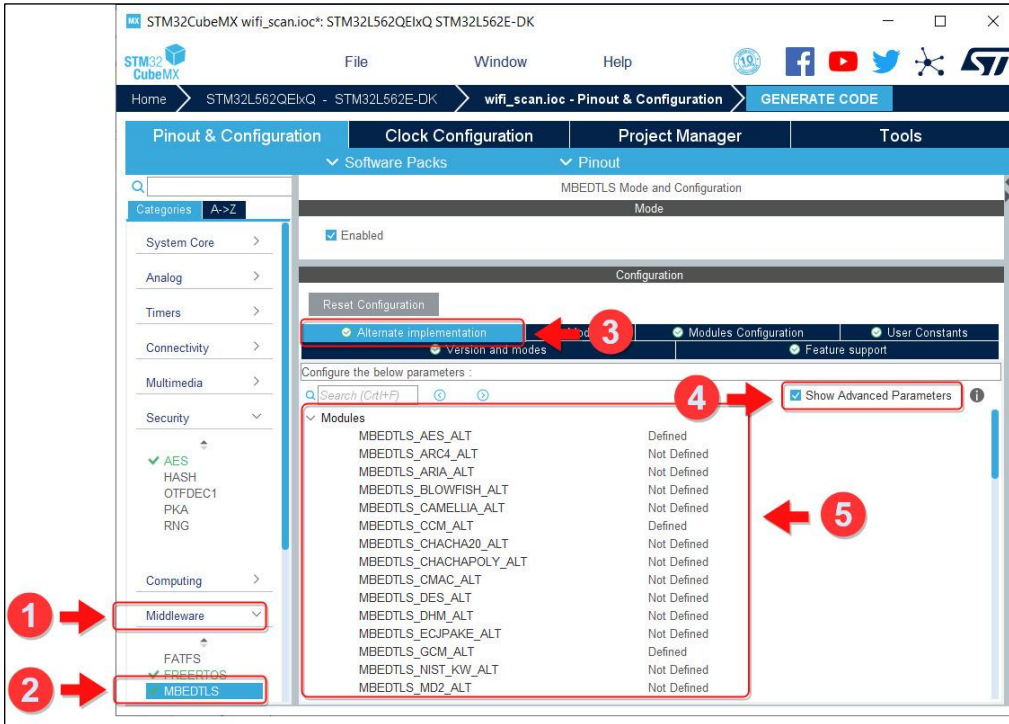 MX STM32CubeMX wifi_scan.ioc*: STM32L562QEIxQ STM32L562E-DK
STM32 CubeMX
File Window Help
10
ST
Home STM32L562QEIxQ - STM32L562E-DK wifi_scan.ioc - Pinout & Configuration GENERATE CODE
Pinout & Configuration Clock Configuration Project Manager Tools
Software Packs Pinout
MBEDTLS Mode and Configuration
Categories A->Z
Mode
System Core
Enabled
Analog
Configuration
Timers
Reset Configuration
Alternate implementation 3 Modules Configuration User Constants
Connectivity
Version and modes Feature support
Configure the below parameters :
Multimedia
Search (Crtl+F) 4 Show Advanced Parameters
Security
Modules
MBEDTLS_AES_ALT Defined
MBEDTLS_ARC4_ALT Not Defined
MBEDTLS_ARIA_ALT Not Defined
MBEDTLS_BLOWFISH_ALT Not Defined
MBEDTLS_CAMELLIA_ALT Not Defined
MBEDTLS_CCM_ALT Defined
MBEDTLS_CHACHA20_ALT Not Defined
MBEDTLS_CHACHAPOLY_ALT Not Defined
MBEDTLS_CMAC_ALT Not Defined
MBEDTLS_DES_ALT Not Defined
MBEDTLS_DHM_ALT Not Defined
MBEDTLS_ECJPAKE_ALT Not Defined
MBEDTLS_GCM_ALT Defined
MBEDTLS_NIST_KW_ALT Not Defined
MBEDTLS_MD2_ALT Not Defined
5
AES
HASH
OTFDEC1
PKA
RNG
Computing
1 Middleware
FATFS
FREERTOS
2 MBEDTLS